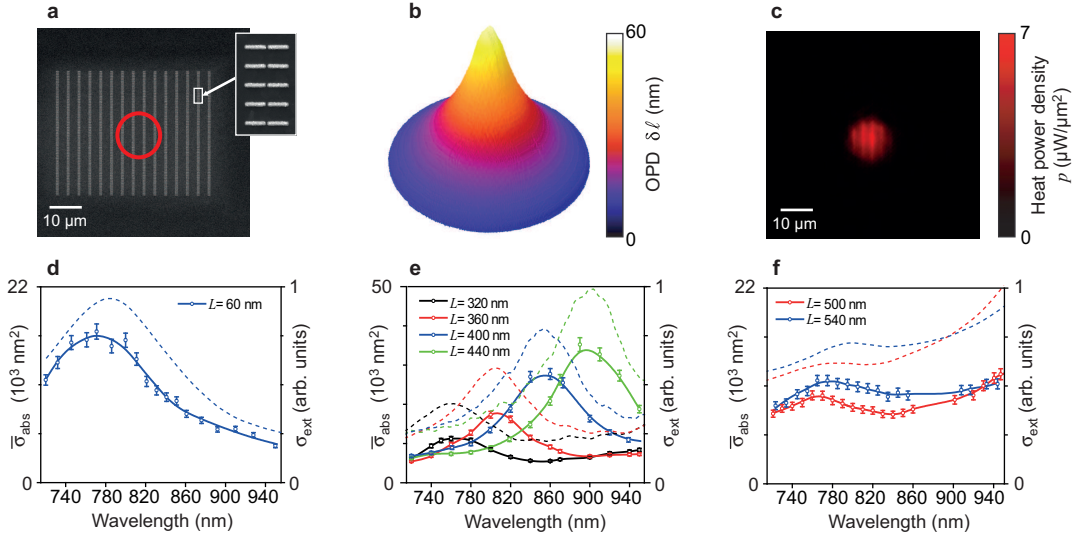 a
10 µm
b
60
OPD δℓ (nm)
0
c
10 µm
7
Heat power density
p (µW/µm²)
0
d
22
σ̅abs (10³ nm²)
0
L= 60 nm
1
σext (arb. units)
0
740 780 820 860 900 940
Wavelength (nm)
e
50
σ̅abs (10³ nm²)
0
L= 320 nm
L= 360 nm
L= 400 nm
L= 440 nm
1
σext (arb. units)
0
740 780 820 860 900 940
Wavelength (nm)
f
22
σ̅abs (10³ nm²)
0
L= 500 nm
L= 540 nm
1
σext (arb. units)
0
740 780 820 860 900 940
Wavelength (nm)